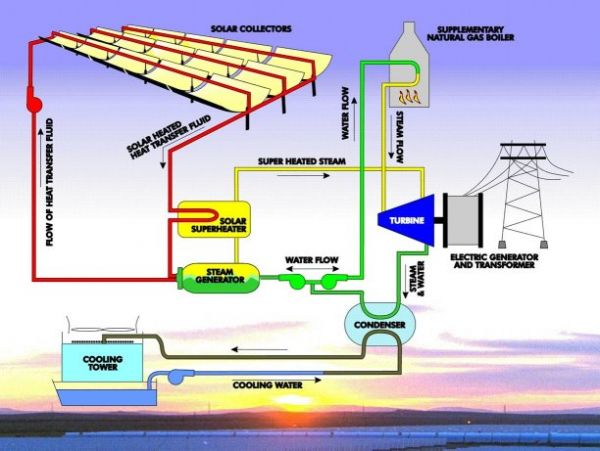 SOLAR COLLECTORS
SUPPLEMENTARY
NATURAL GAS BOILER
FLOW OF HEAT TRANSFER FLUID
SOLAR HEATED
HEAT TRANSFER FLUID
WATER FLOW
STEAM FLOW
SUPER HEATED STEAM
SOLAR
SUPERHEATER
TURBINE
ELECTRIC GENERATOR
AND TRANSFORMER
STEAM
GENERATOR
WATER FLOW
STEAM
& WATER
CONDENSER
COOLING
TOWER
COOLING WATER